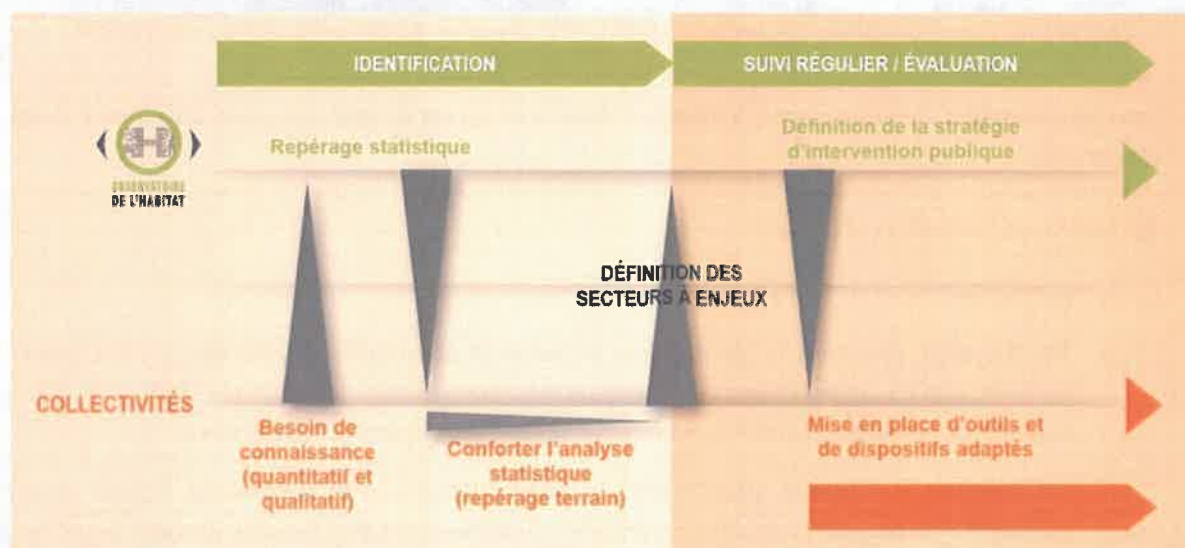 IDENTIFICATION
SUIVI RÉGULIER / ÉVALUATION
Repérage statistique
Définition de la stratégie
d'intervention publique
OBSERVATOIRE
DE L'HABITAT
DÉFINITION DES
SECTEURS À ENJEUX
COLLECTIVITÉS
Besoin de
connaissance
(quantitatif et
qualitatif)
Conforter l'analyse
statistique
(repérage terrain)
Mise en place d'outils et
de dispositifs adaptés